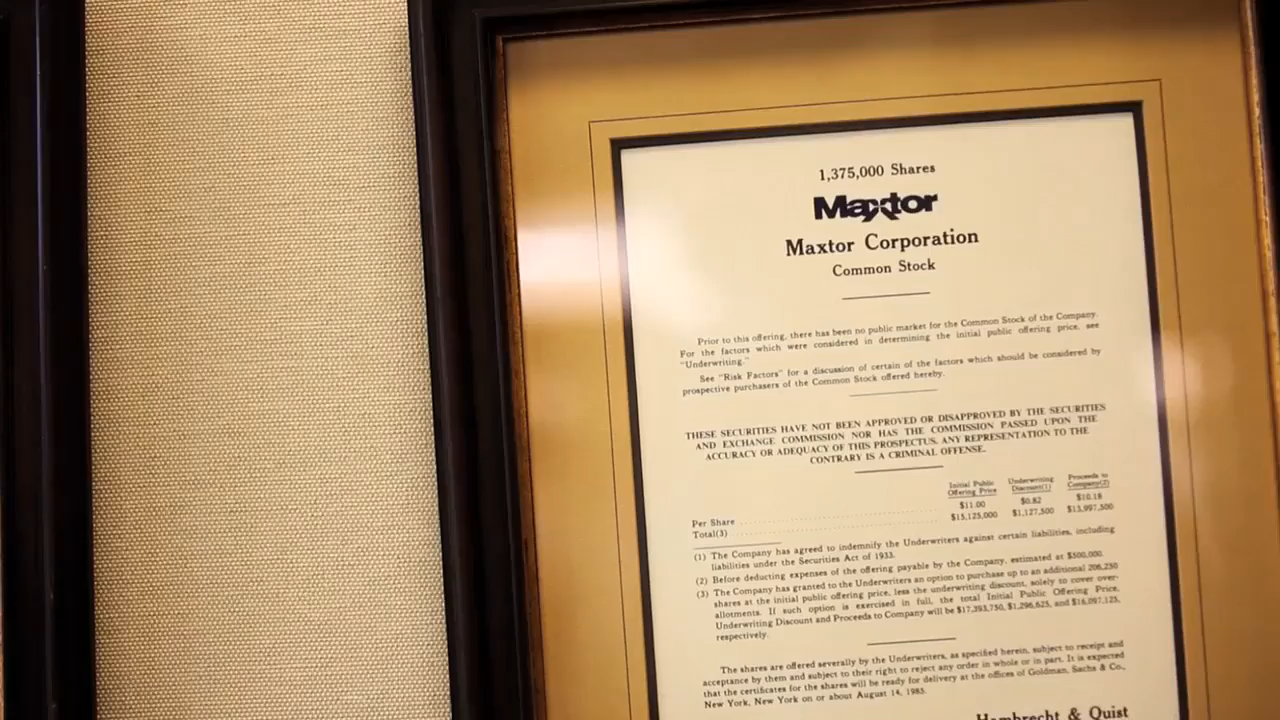 1,375,000 Shares
Maxtor
Maxtor Corporation
Common Stock
Prior to this offering, there has been no public market for the Common Stock of the Company.
For the factors which were considered in determining the initial public offering price, see
"Underwriting."
See "Risk Factors" for a discussion of certain of the factors which should be considered by
prospective purchasers of the Common Stock offered hereby.
THESE SECURITIES HAVE NOT BEEN APPROVED OR DISAPPROVED BY THE SECURITIES
AND EXCHANGE COMMISSION NOR HAS THE COMMISSION PASSED UPON THE
ACCURACY OR ADEQUACY OF THIS PROSPECTUS. ANY REPRESENTATION TO THE
CONTRARY IS A CRIMINAL OFFENSE.
Initial Public Underwriting Proceeds to
Offering Price Discount(1) Company(2)
Per Share $11.00 $0.82 $10.18
Total(3) $15,125,000 $1,127,500 $13,997,500
(1) The Company has agreed to indemnify the Underwriters against certain liabilities, including
liabilities under the Securities Act of 1933.
(2) Before deducting expenses of the offering payable by the Company, estimated at $500,000.
(3) The Company has granted to the Underwriters an option to purchase up to an additional 206,250
shares at the initial public offering price, less the underwriting discount, solely to cover over-
allotments. If such option is exercised in full, the total Initial Public Offering Price,
Underwriting Discount and Proceeds to Company will be $17,393,750, $1,296,625, and $16,097,125,
respectively.
The shares are offered severally by the Underwriters, as specified herein, subject to receipt and
acceptance by them and subject to their right to reject any order in whole or in part. It is expected
that the certificates for the shares will be ready for delivery at the offices of Goldman, Sachs & Co.,
New York, New York on or about August 14, 1985.
Hambrecht & Quist